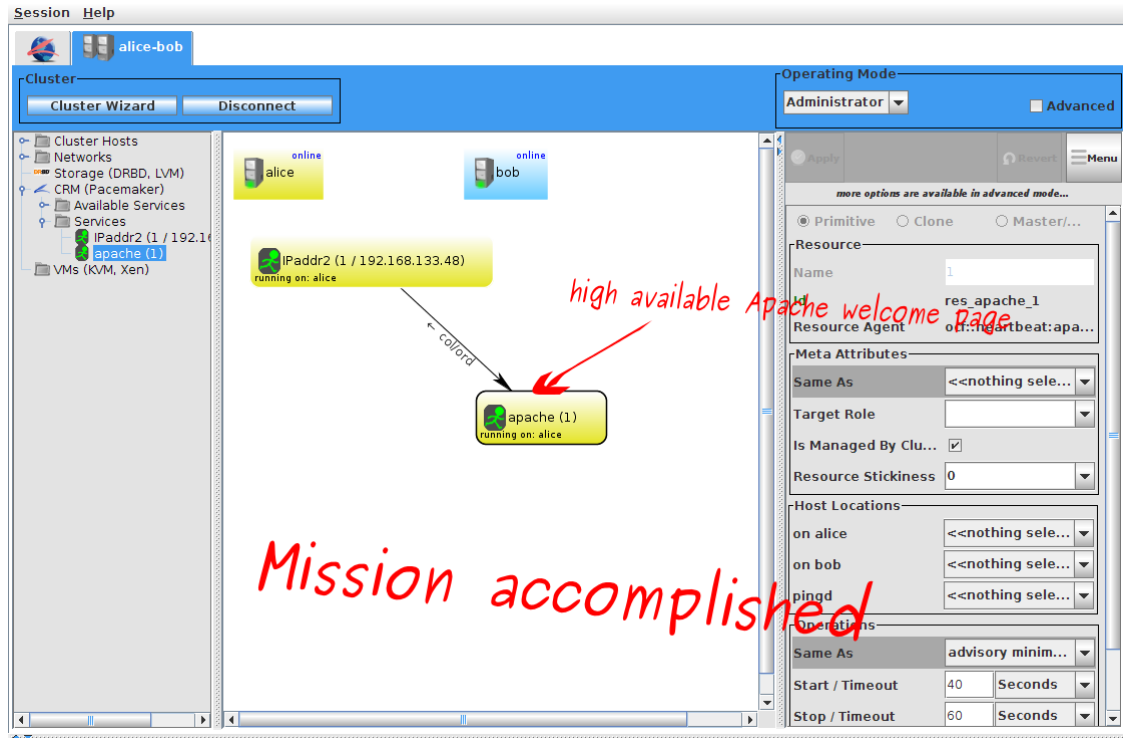 Session Help
alice-bob
Cluster
Cluster Wizard Disconnect
Operating Mode
Administrator
Advanced
Cluster Hosts
Networks
Storage (DRBD, LVM)
CRM (Pacemaker)
Available Services
Services
IPaddr2 (1 / 192.16
apache (1)
VMs (KVM, Xen)
online
alice
online
bob
IPaddr2 (1 / 192.168.133.48)
running on: alice
← col/ord
high available Apache welcome page
apache (1)
running on: alice
Mission accomplished
Apply Revert Menu
more options are available in advanced mode...
Primitive Clone Master/...
Resource
Name 1
Id res_apache_1
Resource Agent ocf::heartbeat:apa...
Meta Attributes
Same As <<nothing sele...
Target Role
Is Managed By Clu...
Resource Stickiness 0
Host Locations
on alice <<nothing sele...
on bob <<nothing sele...
pingd <<nothing sele...
Operations
Same As advisory minim...
Start / Timeout 40 Seconds
Stop / Timeout 60 Seconds